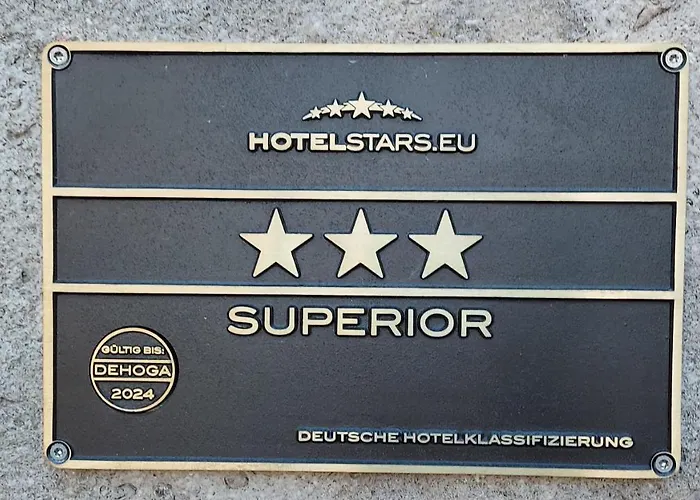 HOTELSTARS.EU
SUPERIOR
GÜLTIG BIS:
DEHOGA
2024
DEUTSCHE HOTELKLASSIFIZIERUNG